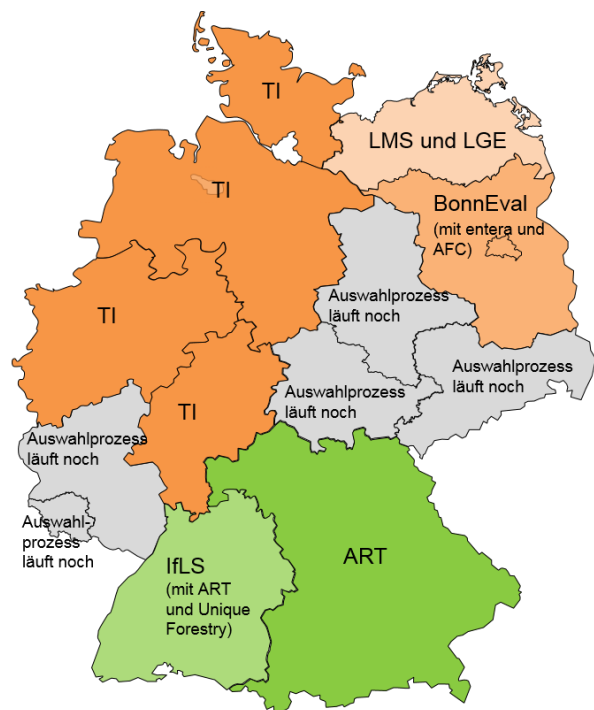 TI
LMS und LGE
TI
BonnEval
(mit entera und
AFC)
Auswahlprozess
läuft noch
TI
Auswahlprozess
läuft noch
Auswahlprozess
läuft noch
TI
Auswahlprozess
läuft noch
Auswahl-
prozess
läuft noch
IfLS
(mit ART
und Unique
Forestry)
ART